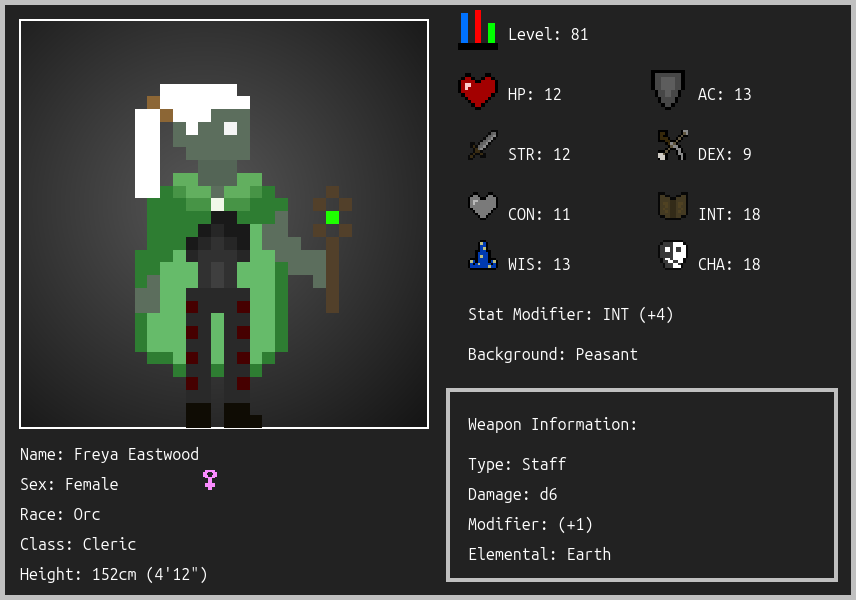 Level: 81
HP: 12
AC: 13
STR: 12
DEX: 9
CON: 11
INT: 18
WIS: 13
CHA: 18
Stat Modifier: INT (+4)
Background: Peasant
Weapon Information:
Type: Staff
Damage: d6
Modifier: (+1)
Elemental: Earth
Name: Freya Eastwood
Sex: Female
Race: Orc
Class: Cleric
Height: 152cm (4'12")